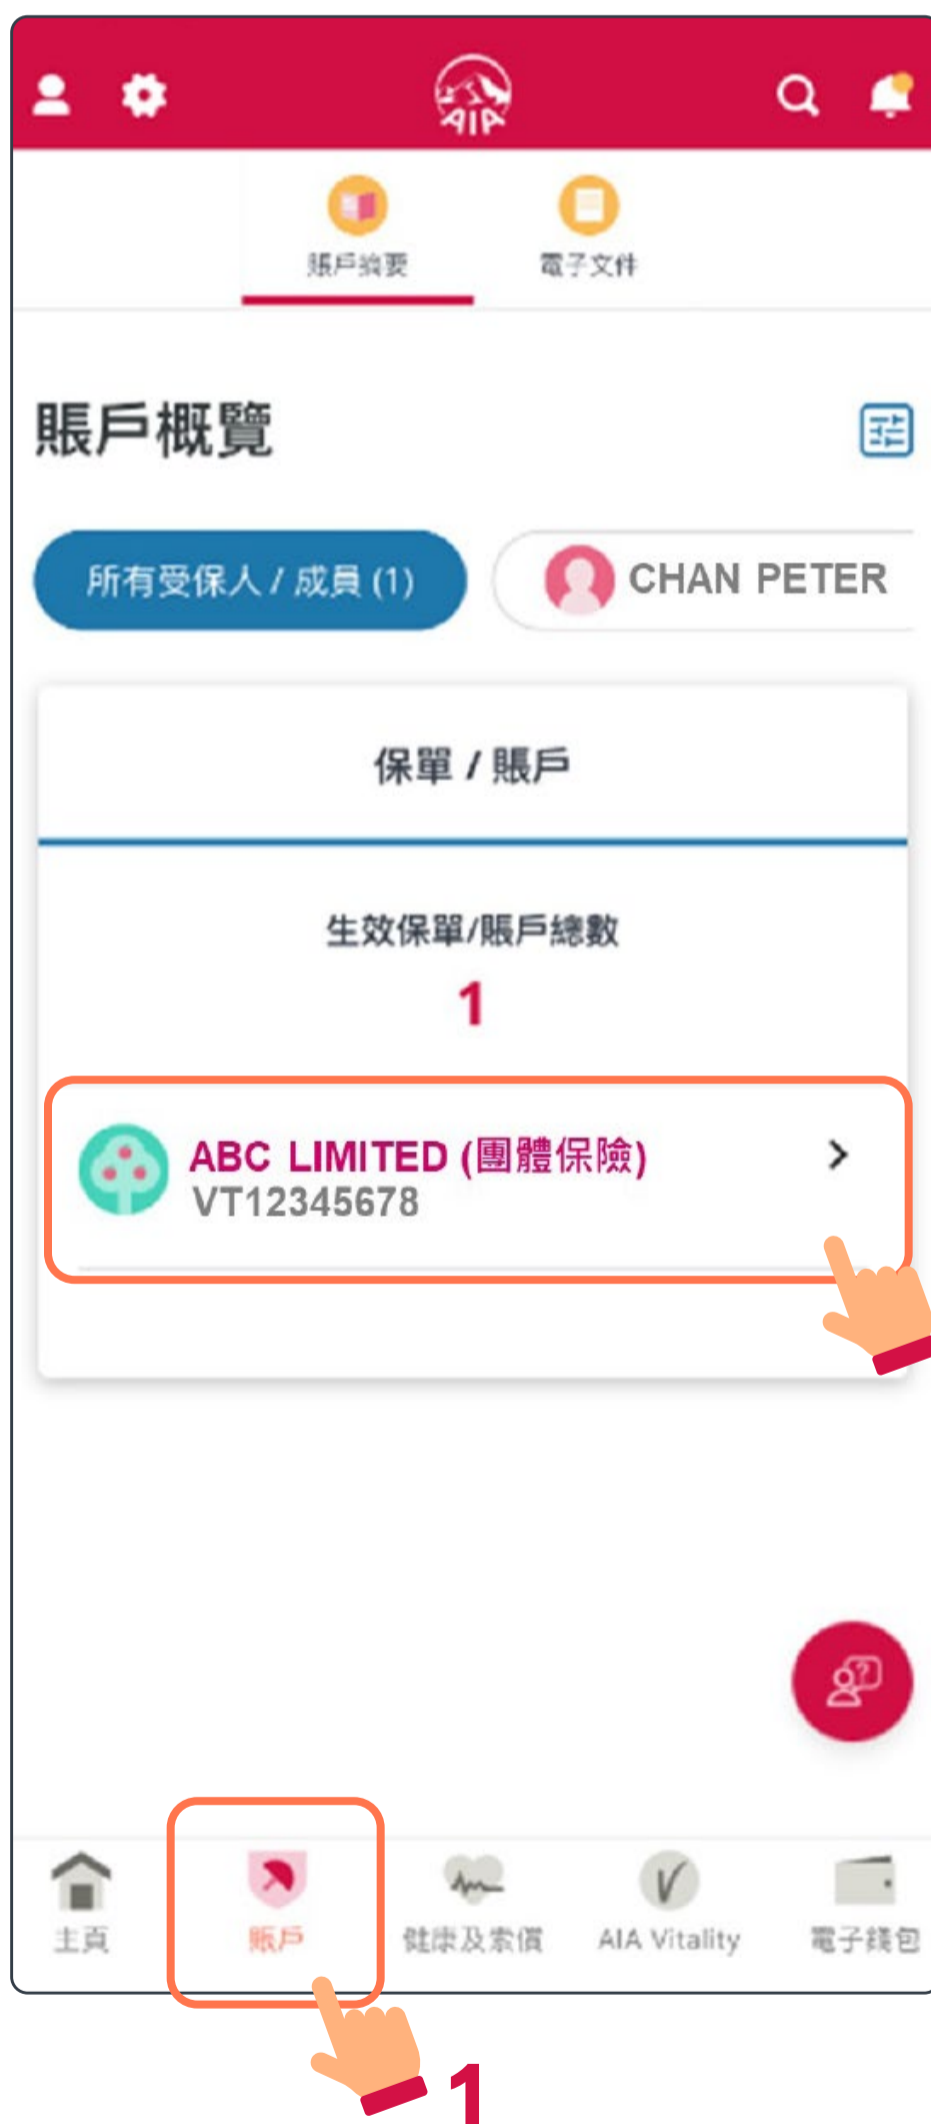 AIA
賬戶摘要
電子文件
賬戶概覽
所有受保人 / 成員 (1)
CHAN PETER
保單 / 賬戶
生效保單/賬戶總數
1
ABC LIMITED (團體保險)
VT12345678
主頁
賬戶
健康及索償
AIA Vitality
電子錢包
1